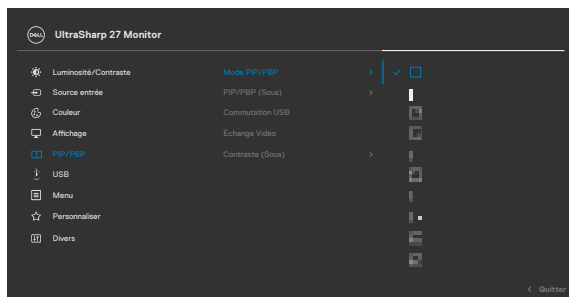 DELL UltraSharp 27 Monitor
Luminosité/Contraste Mode PIP/PBP
Source entrée PIP/PBP (Sous)
Couleur Commutation USB
Affichage Échange Vidéo
PIP/PBP Contraste (Sous)
USB
Menu
Personnaliser
Divers
Quitter